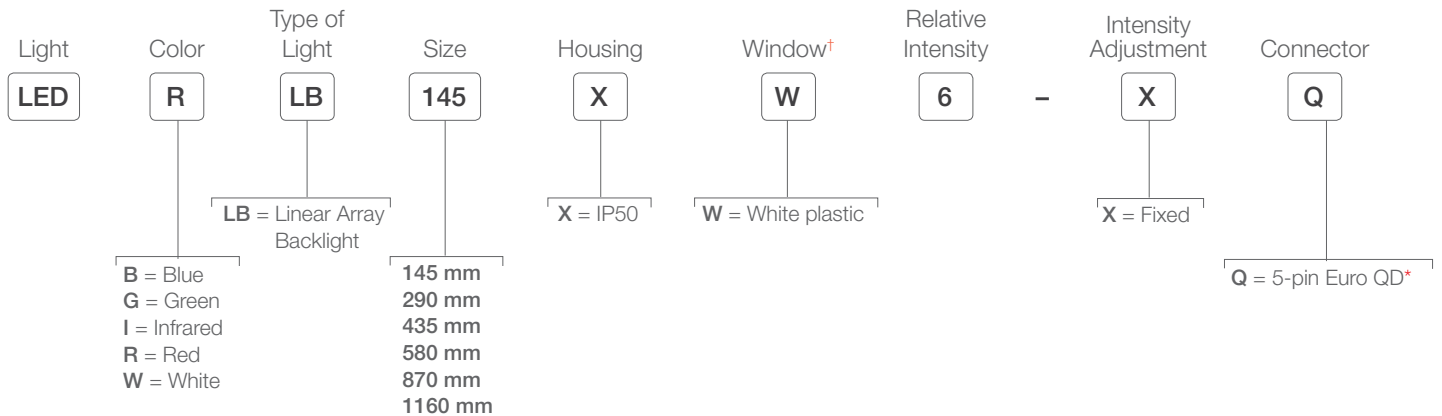 Light Color Type of Light Size Housing Window† Relative Intensity Intensity Adjustment Connector
LED R LB 145 X W 6 – X Q
LB = Linear Array
Backlight
X = IP50
W = White plastic
X = Fixed
B = Blue
G = Green
I = Infrared
R = Red
W = White
145 mm
290 mm
435 mm
580 mm
870 mm
1160 mm
Q = 5-pin Euro QD*